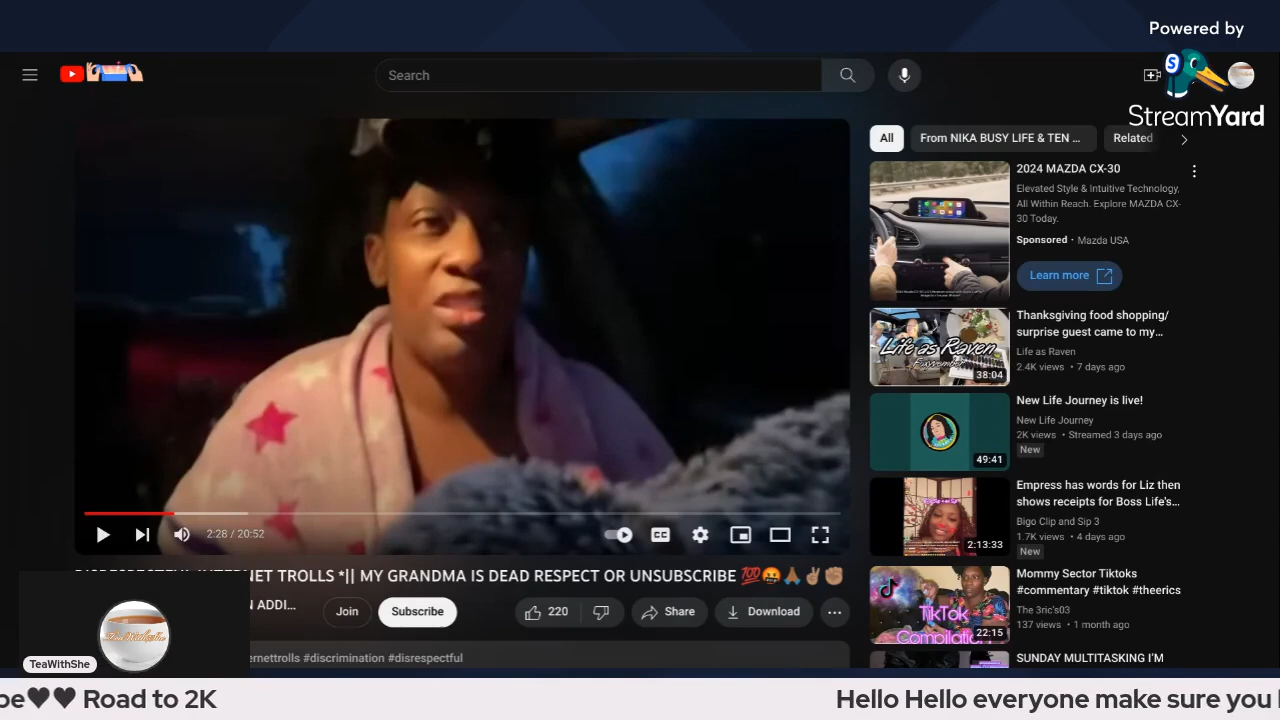 Powered by
StreamYard
Search
All
From NIKA BUSY LIFE & TEN ...
Related
2024 MAZDA CX-30
Elevated Style & Intuitive Technology,
All Within Reach. Explore MAZDA CX-
30 Today.
Sponsored · Mazda USA
Learn more
Life as Raven
38:04
Thanksgiving food shopping/
surprise guest came to my...
Life as Raven
2.4K views • 7 days ago
49:41
New Life Journey is live!
New Life Journey
2K views • Streamed 3 days ago
New
2:13:33
Empress has words for Liz then
shows receipts for Boss Life's...
Bigo Clip and Sip 3
1.7K views • 4 days ago
New
TikTok
Compilation
22:15
Mommy Sector Tiktoks
#commentary #tiktok #theerics
The 3ric's03
137 views • 1 month ago
SUNDAY MULTITASKING I'M
2:28 / 20:52
CC
NET TROLLS *|| MY GRANDMA IS DEAD RESPECT OR UNSUBSCRIBE 💯🤬🙏🏾✌🏾✊🏾
N ADDI...
Join
Subscribe
220
Share
Download
ernettrolls #discrimination #disrespectful
TeaWithShe
be♥♥ Road to 2K
Hello Hello everyone make sure you